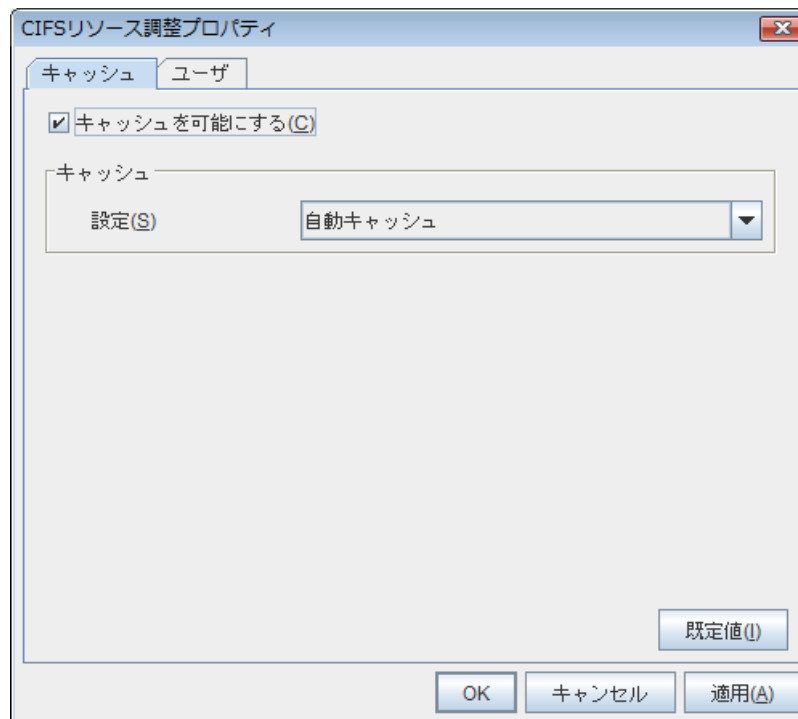 CIFSリソース調整プロパティ
キャッシュ ユーザ
キャッシュを可能にする(C)
キャッシュ
設定(S) 自動キャッシュ
既定値(I)
OK キャンセル 適用(A)